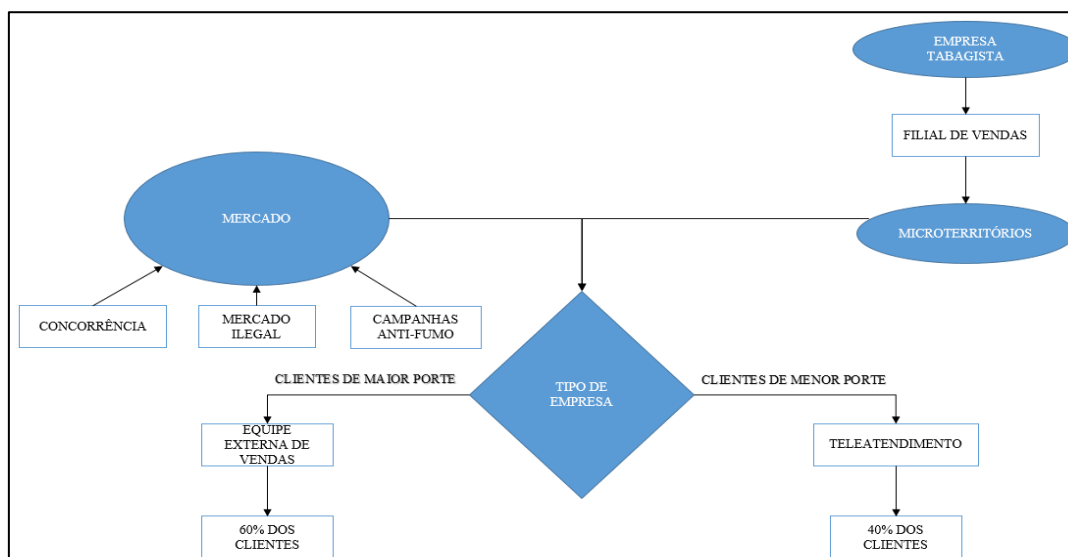 EMPRESA
TABAGISTA
FILIAL DE VENDAS
MERCADO
MICROTERRITÓRIOS
CONCORRÊNCIA
MERCADO
ILEGAL
CAMPANHAS
ANTI-FUMO
CLIENTES DE MAIOR PORTE
TIPO DE
EMPRESA
CLIENTES DE MENOR PORTE
EQUIPE
EXTERNA DE
VENDAS
TELEATENDIMENTO
60% DOS
CLIENTES
40% DOS
CLIENTES